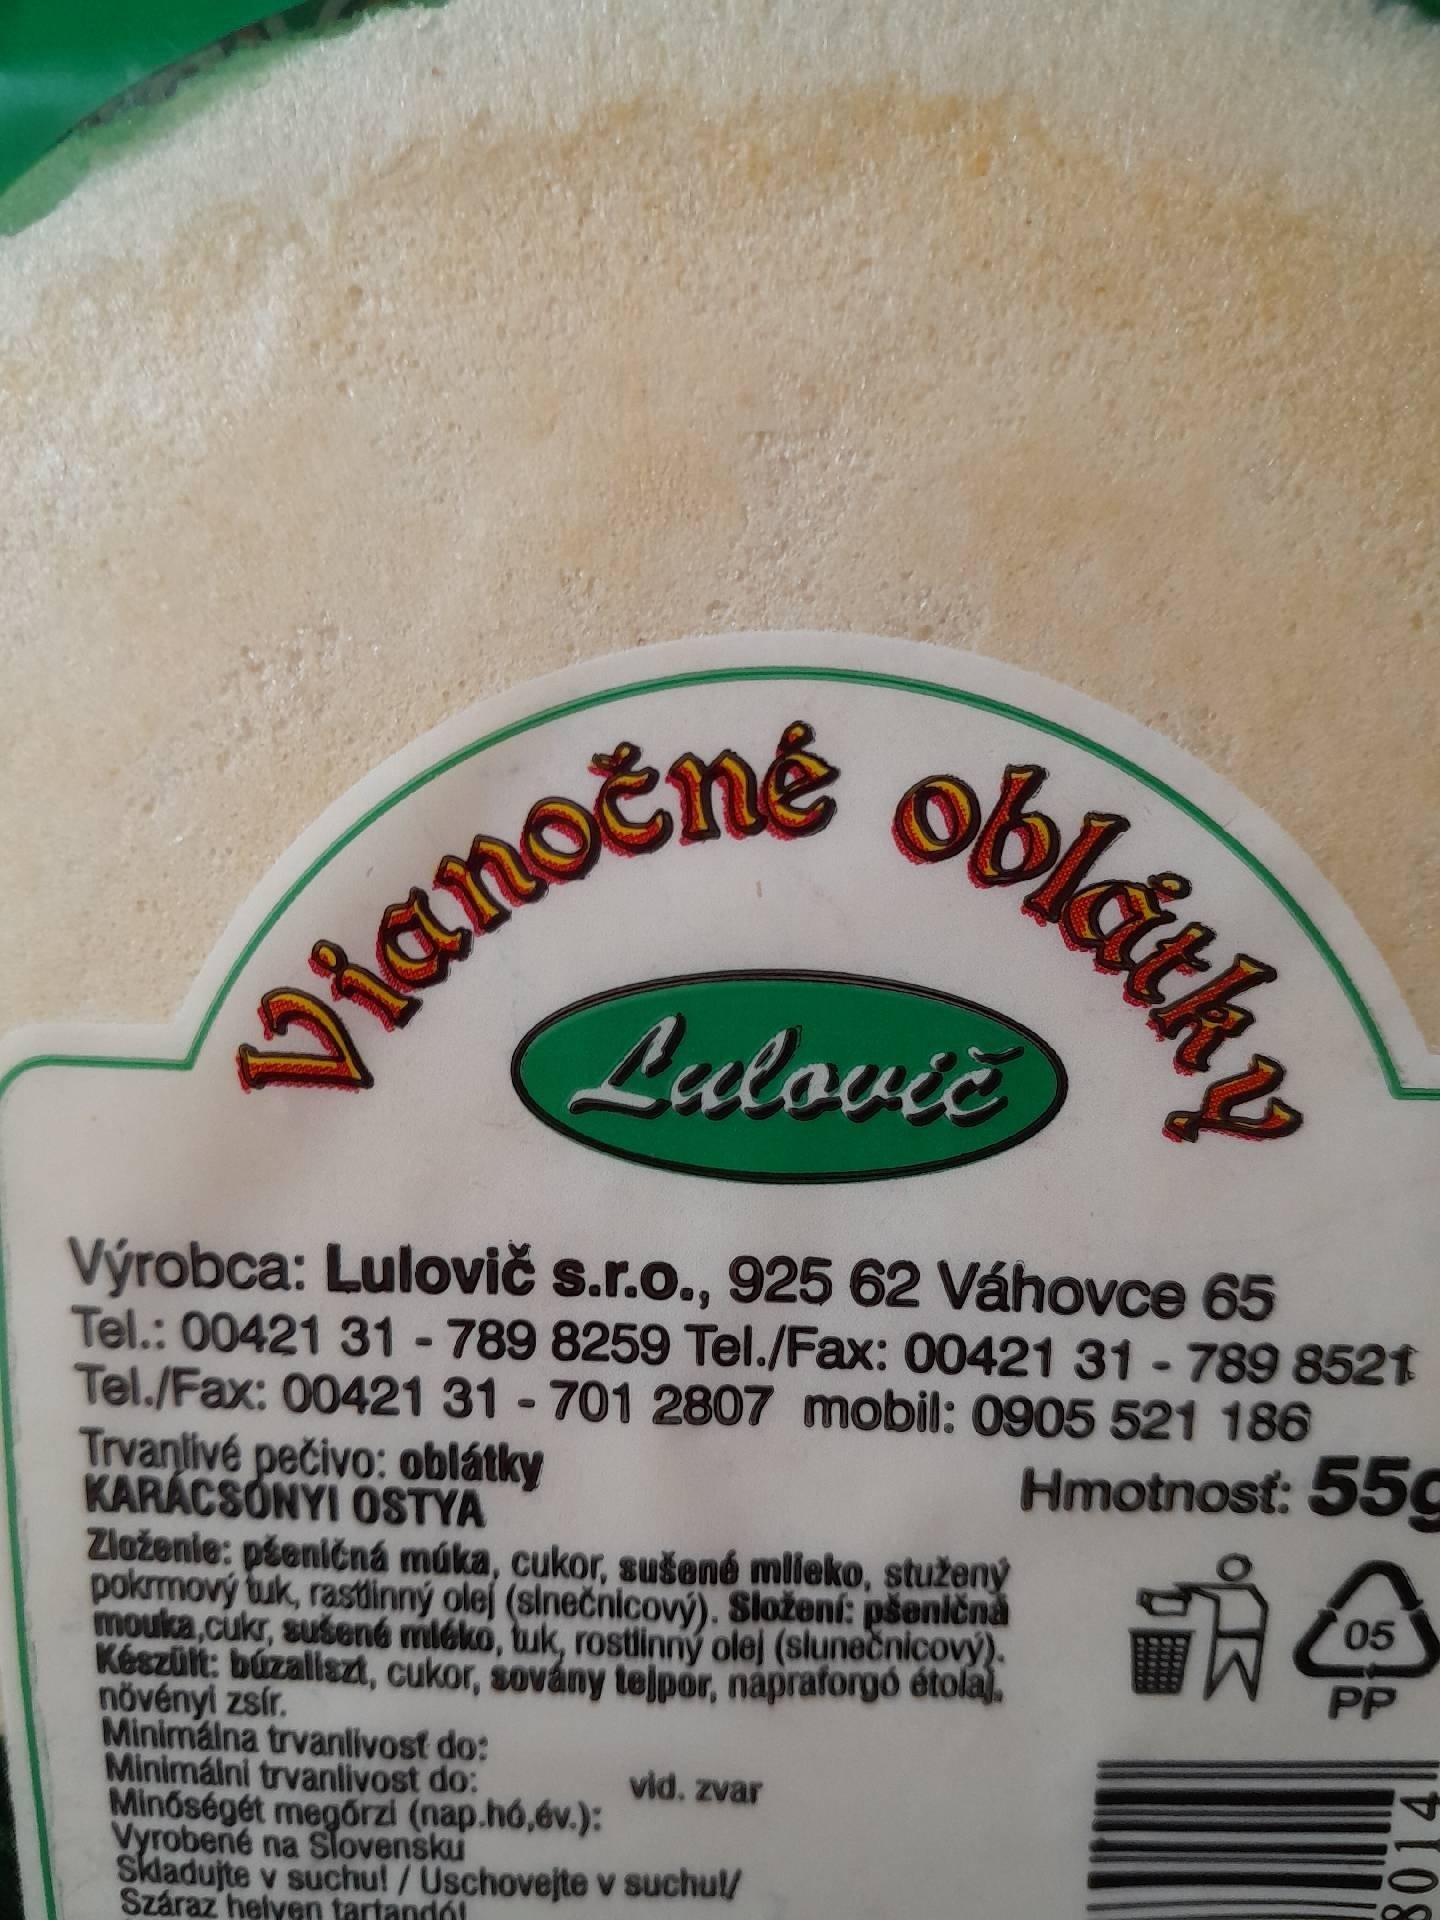 Vianočné oblátky
Lulovič
Výrobca: Lulovič s.r.o., 925 62 Váhovce 65
Tel.: 00421 31 - 789 8259 Tel./Fax: 00421 31 - 789 8521
Tel./Fax: 00421 31 - 701 2807 mobil: 0905 521 186
Trvanlivé pečivo: oblátky
KARÁCSONYI OSTYA
Hmotnosť: 55g
Zloženie: pšeničná múka, cukor, sušené mlieko, stužený
pokrmový tuk, rastlinný olej (slnečnicový). Složení: pšeničná
mouka,cukr, sušené mléko, tuk, rostlinný olej (slunečnicový).
Készült: búzaliszt, cukor, sovány tejpor, napraforgó étolaj,
növényi zsír.
05
PP
Minimálna trvanlivosť do:
Minimálni trvanlivost do:
vid. zvar
Minőségét megőrzi (nap.hó,év.):
Vyrobené na Slovensku
Skladujte v suchu! / Uschovejte v suchu!/
Száraz helyen tartandó!
8014